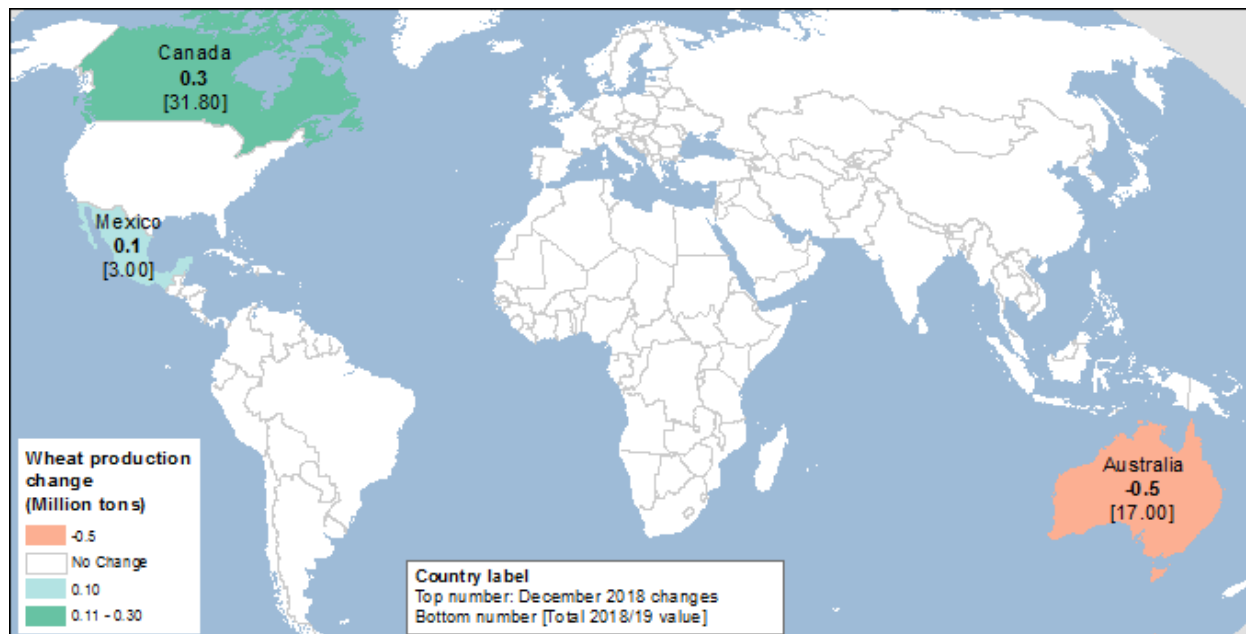 Canada
0.3
[31.80]
Mexico
0.1
[3.00]
Australia
-0.5
[17.00]
Wheat production
change
(Million tons)
-0.5
No Change
0.10
0.11 - 0.30
Country label
Top number: December 2018 changes
Bottom number [Total 2018/19 value]